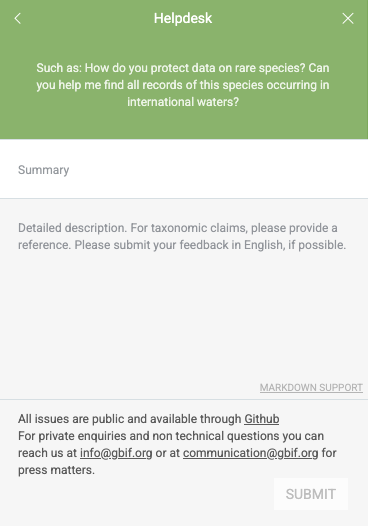 Helpdesk
Such as: How do you protect data on rare species? Can
you help me find all records of this species occurring in
international waters?
Summary
Detailed description. For taxonomic claims, please provide a
reference. Please submit your feedback in English, if possible.
MARKDOWN SUPPORT
All issues are public and available through Github
For private enquiries and non technical questions you can
reach us at info@gbif.org or at communication@gbif.org for
press matters.
SUBMIT